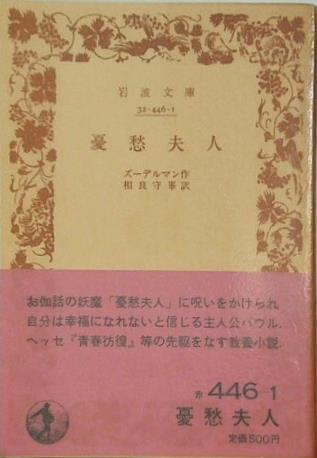 岩波文庫
32-446-1
憂愁夫人
ズーデルマン作
相良守峯訳
お伽話の妖魔「憂愁夫人」に呪いをかけられ
自分は幸福になれないと信じる主人公パウル.
ヘッセ『青春彷徨』等の先駆をなす教養小説.
赤 446-1
憂愁夫人
定価500円